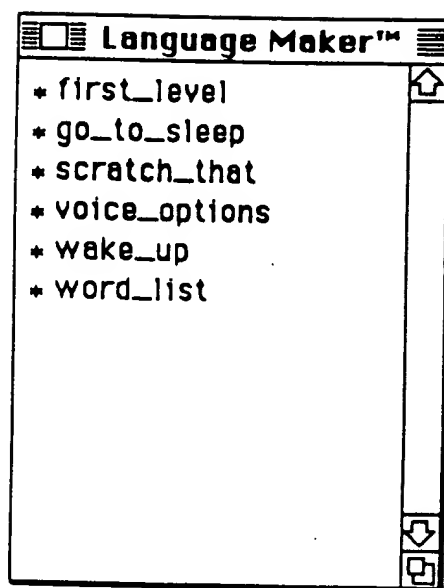 Language Maker™
* first_level
* go_to_sleep
* scratch_that
* voice_options
* wake_up
* word_list